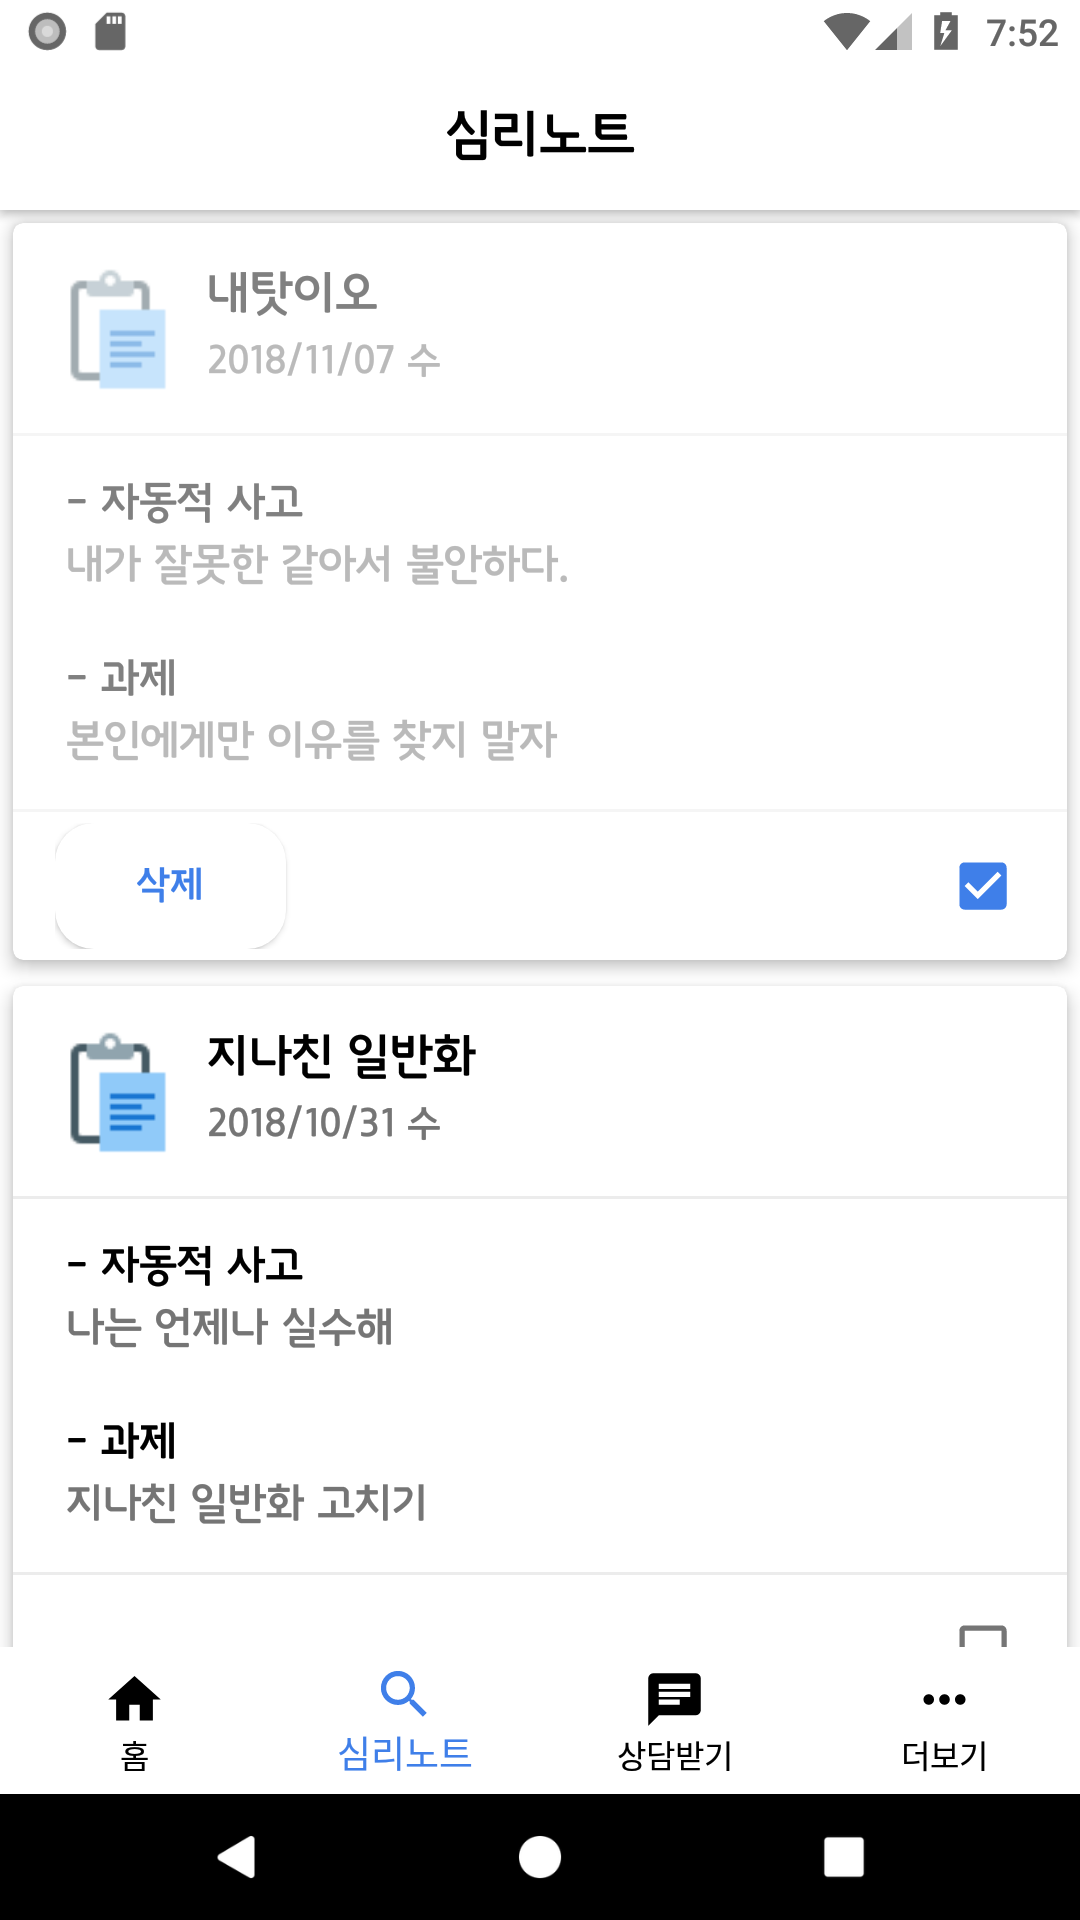 7:52
심리노트
내탓이오
2018/11/07 수
- 자동적 사고
내가 잘못한 같아서 불안하다.
- 과제
본인에게만 이유를 찾지 말자
삭제
지나친 일반화
2018/10/31 수
- 자동적 사고
나는 언제나 실수해
- 과제
지나친 일반화 고치기
홈
심리노트
상담받기
더보기